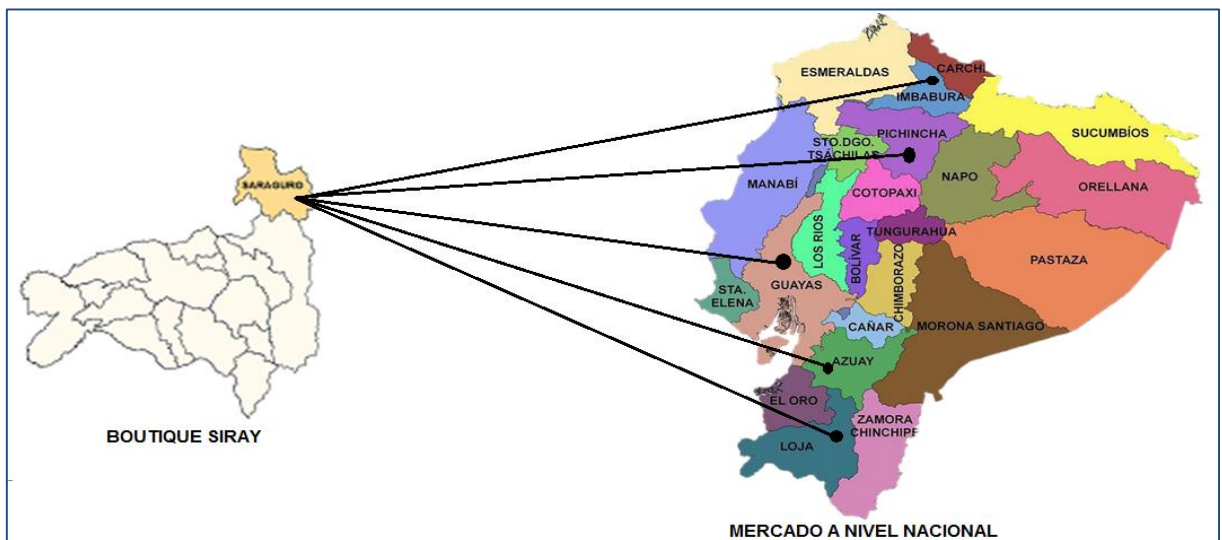 SARAGURO
BOUTIQUE SIRAY
ESMERALDAS
CARCHI
IMBABURA
SUCUMBÍOS
PICHINCHA
STO.DGO.
TSÁCHILAS
MANABÍ
NAPO
ORELLANA
COTOPAXI
TUNGURAHUA
LOS RIOS
BOLÍVAR
CHIMBORAZO
PASTAZA
GUAYAS
STA.
ELENA
CAÑAR
MORONA SANTIAGO
AZUAY
EL ORO
ZAMORA
CHINCHIPE
LOJA
MERCADO A NIVEL NACIONAL